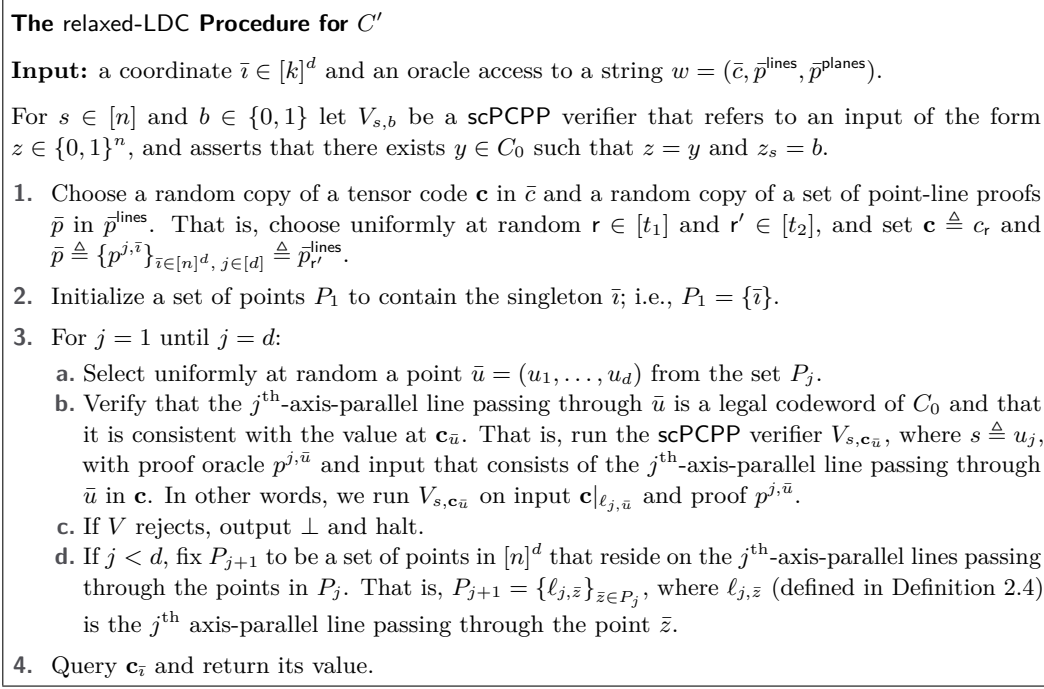 The relaxed-LDC Procedure for C′
Input: a coordinate ī ∈ [k]^d and an oracle access to a string w = (c̄, p̄^lines, p̄^planes).
For s ∈ [n] and b ∈ {0, 1} let V_{s,b} be a scPCPP verifier that refers to an input of the form
z ∈ {0, 1}^n, and asserts that there exists y ∈ C_0 such that z = y and z_s = b.
1. Choose a random copy of a tensor code c in c̄ and a random copy of a set of point-line proofs
p̄ in p̄^lines. That is, choose uniformly at random r ∈ [t_1] and r′ ∈ [t_2], and set c ≜ c_r and
p̄ ≜ {p^{j,ī}}_{ī∈[n]^d, j∈[d]} ≜ p̄^lines_{r′}.
2. Initialize a set of points P_1 to contain the singleton ī; i.e., P_1 = {ī}.
3. For j = 1 until j = d:
a. Select uniformly at random a point ū = (u_1, . . . , u_d) from the set P_j.
b. Verify that the j^th-axis-parallel line passing through ū is a legal codeword of C_0 and that
it is consistent with the value at c_ū. That is, run the scPCPP verifier V_{s,c_ū}, where s ≜ u_j,
with proof oracle p^{j,ū} and input that consists of the j^th-axis-parallel line passing through
ū in c. In other words, we run V_{s,c_ū} on input c|_{ℓ_{j,ū}} and proof p^{j,ū}.
c. If V rejects, output ⊥ and halt.
d. If j < d, fix P_{j+1} to be a set of points in [n]^d that reside on the j^th-axis-parallel lines passing
through the points in P_j. That is, P_{j+1} = {ℓ_{j,z̄}}_{z̄∈P_j}, where ℓ_{j,z̄} (defined in Definition 2.4)
is the j^th axis-parallel line passing through the point z̄.
4. Query c_ī and return its value.